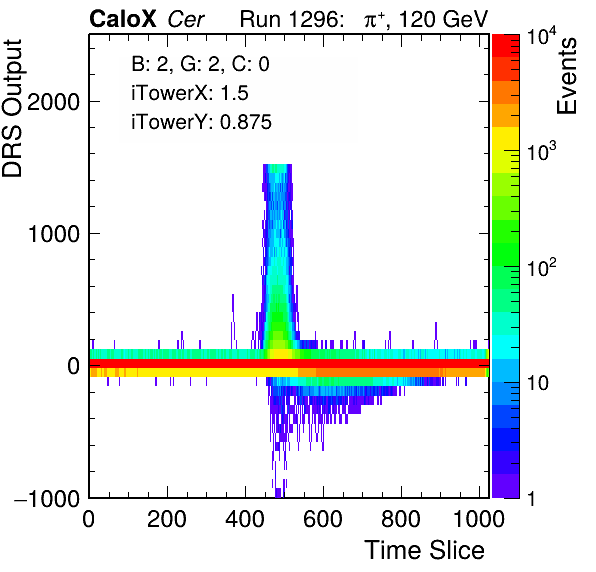 CaloX Cer Run 1296: π⁺, 120 GeV
B: 2, G: 2, C: 0
iTowerX: 1.5
iTowerY: 0.875
DRS Output
2000
1000
0
−1000
0 200 400 600 800 1000
Time Slice
10⁴
10³
10²
10
1
Events